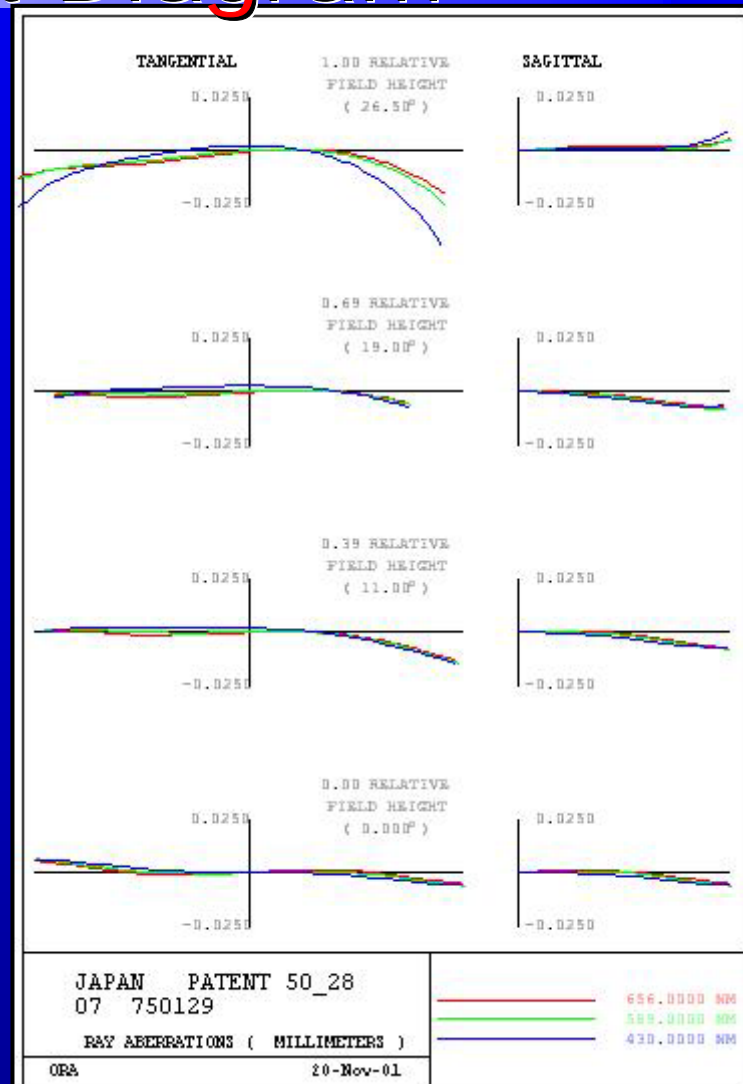 Diagram
TANGENTIAL 1.00 RELATIVE SAGITTAL
FIELD HEIGHT
0.0250 ( 26.50° ) 0.0250
-0.0250 -0.0250
0.69 RELATIVE
FIELD HEIGHT
0.0250 ( 19.00° ) 0.0250
-0.0250 -0.0250
0.39 RELATIVE
FIELD HEIGHT
0.0250 ( 11.00° ) 0.0250
-0.0250 -0.0250
0.00 RELATIVE
FIELD HEIGHT
0.0250 ( 0.000° ) 0.0250
-0.0250 -0.0250
JAPAN PATENT 50_28
07 750129
RAY ABERRATIONS ( MILLIMETERS )
ORA 20-Nov-01
656.0000 NM
589.0000 NM
430.0000 NM